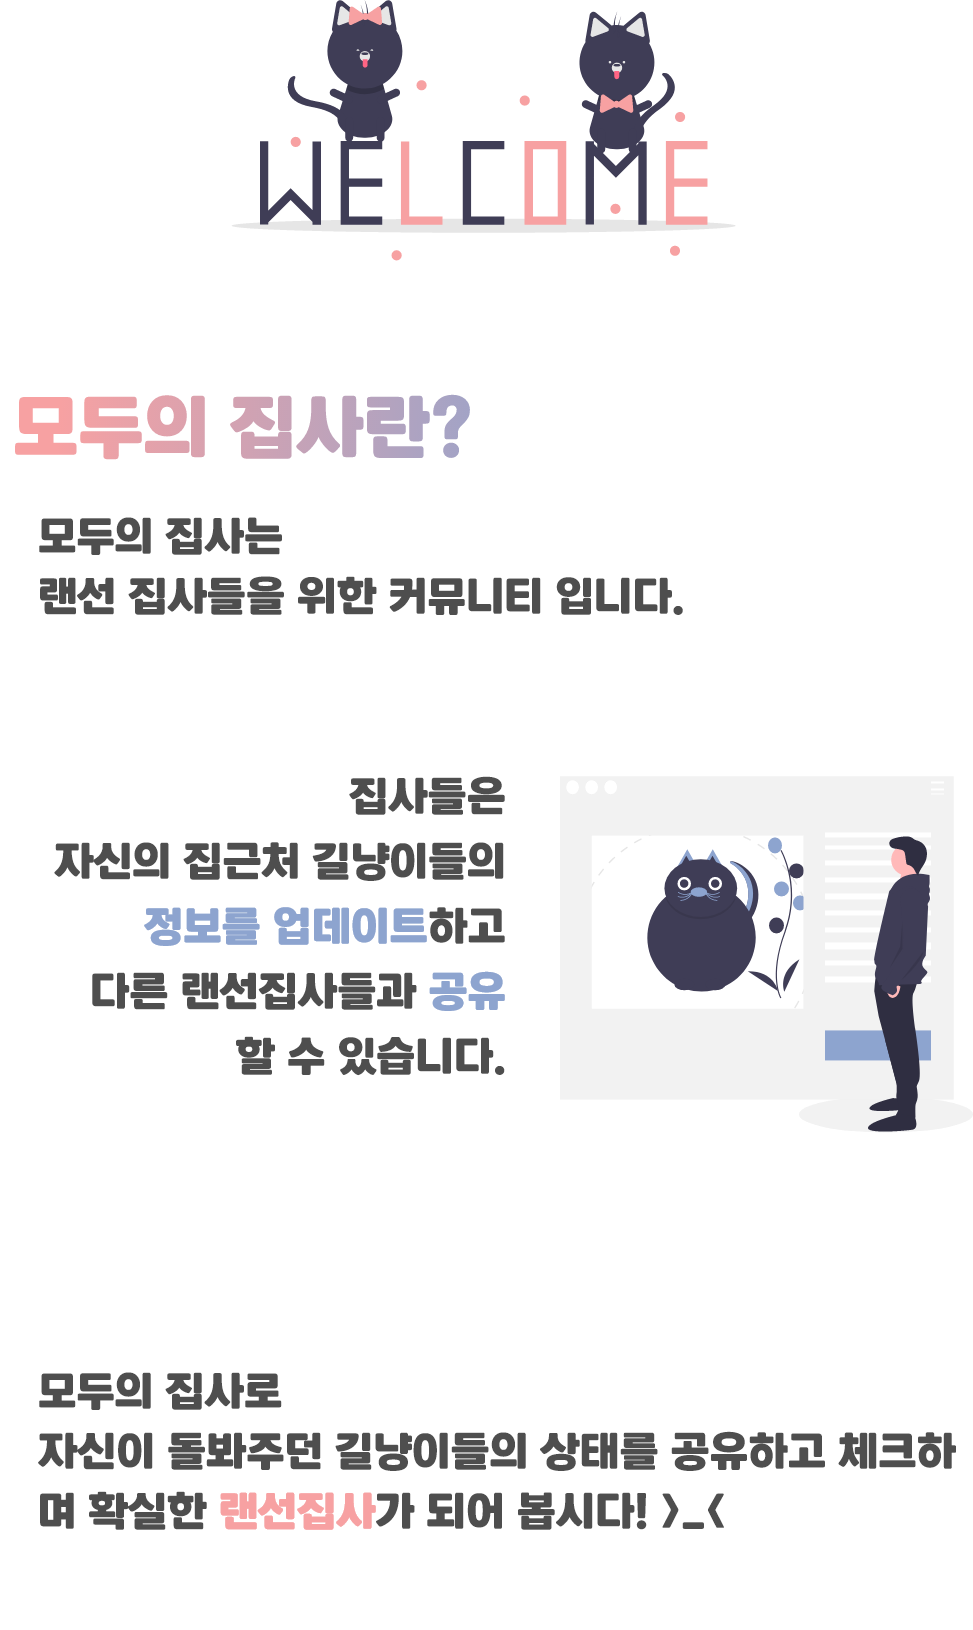 WELCOME
모두의 집사란?
모두의 집사는
랜선 집사들을 위한 커뮤니티 입니다.
집사들은
자신의 집근처 길냥이들의
정보를 업데이트하고
다른 랜선집사들과 공유
할 수 있습니다.
모두의 집사로
자신이 돌봐주던 길냥이들의 상태를 공유하고 체크하
며 확실한 랜선집사가 되어 봅시다! >_<